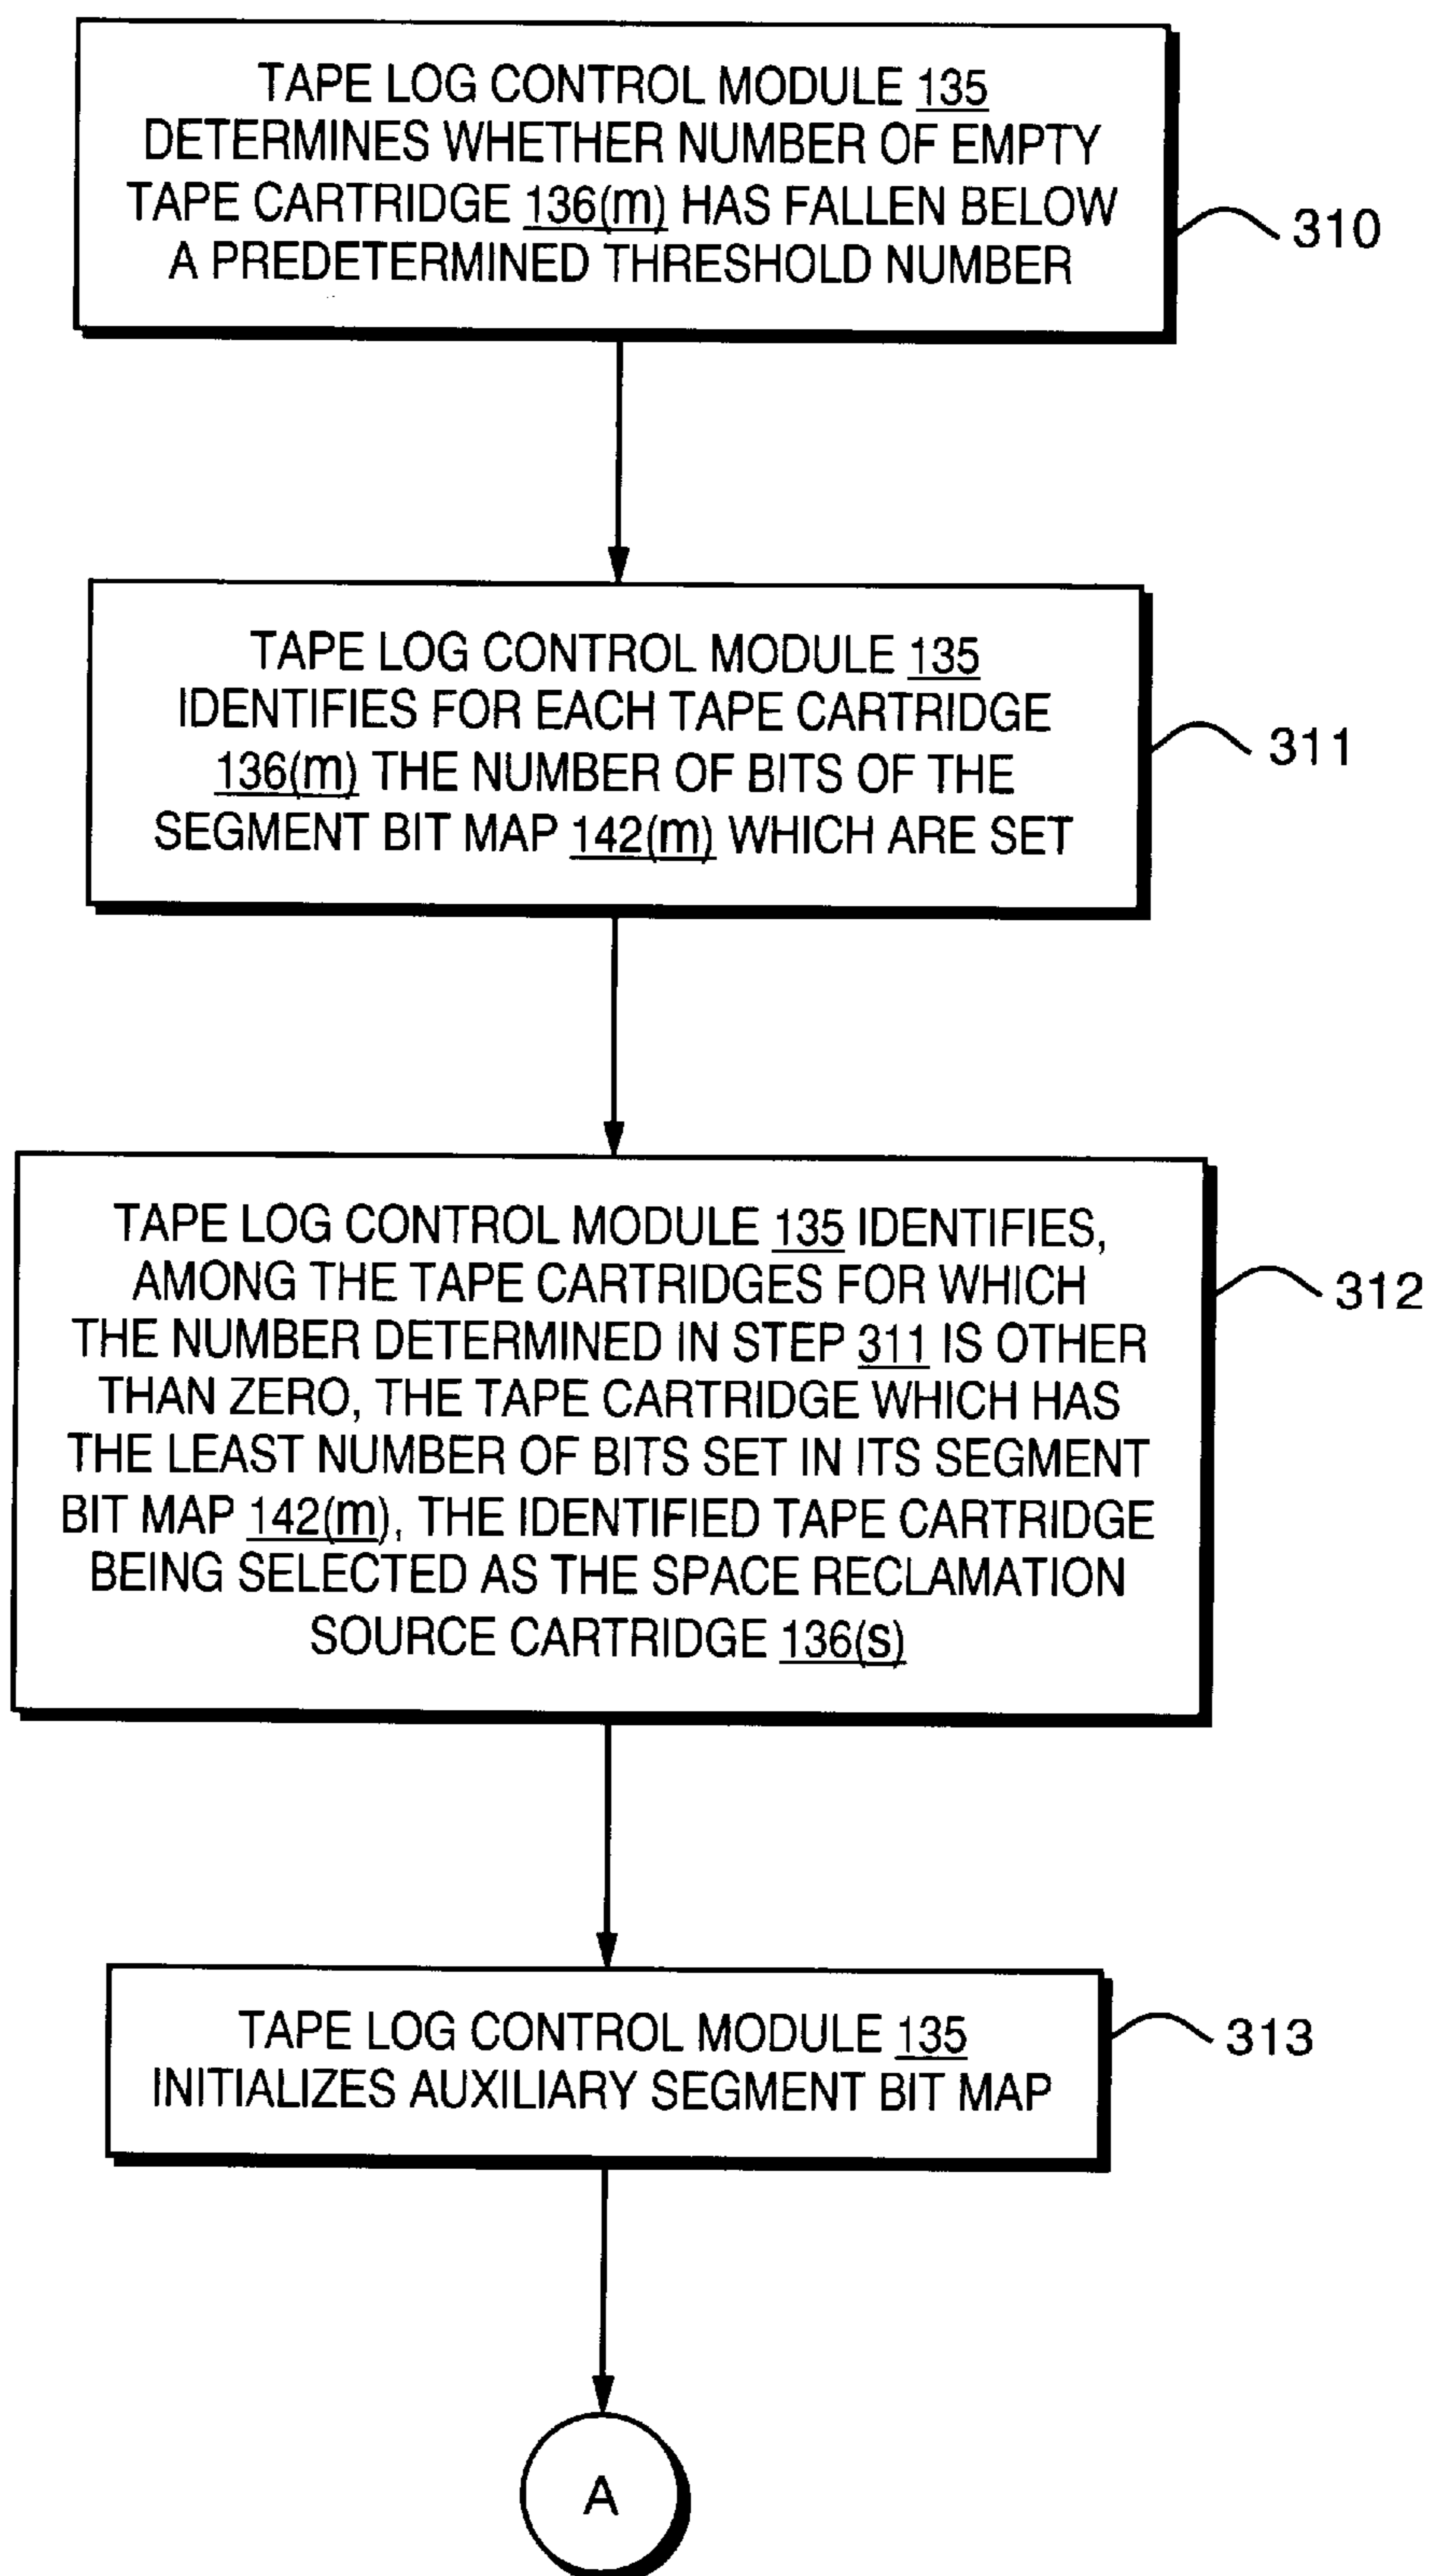 TAPE LOG CONTROL MODULE 135
DETERMINES WHETHER NUMBER OF EMPTY
TAPE CARTRIDGE 136(m) HAS FALLEN BELOW
A PREDETERMINED THRESHOLD NUMBER
310
TAPE LOG CONTROL MODULE 135
IDENTIFIES FOR EACH TAPE CARTRIDGE
136(m) THE NUMBER OF BITS OF THE
SEGMENT BIT MAP 142(m) WHICH ARE SET
311
TAPE LOG CONTROL MODULE 135 IDENTIFIES,
AMONG THE TAPE CARTRIDGES FOR WHICH
THE NUMBER DETERMINED IN STEP 311 IS OTHER
THAN ZERO, THE TAPE CARTRIDGE WHICH HAS
THE LEAST NUMBER OF BITS SET IN ITS SEGMENT
BIT MAP 142(m), THE IDENTIFIED TAPE CARTRIDGE
BEING SELECTED AS THE SPACE RECLAMATION
SOURCE CARTRIDGE 136(s)
312
TAPE LOG CONTROL MODULE 135
INITIALIZES AUXILIARY SEGMENT BIT MAP
313
A